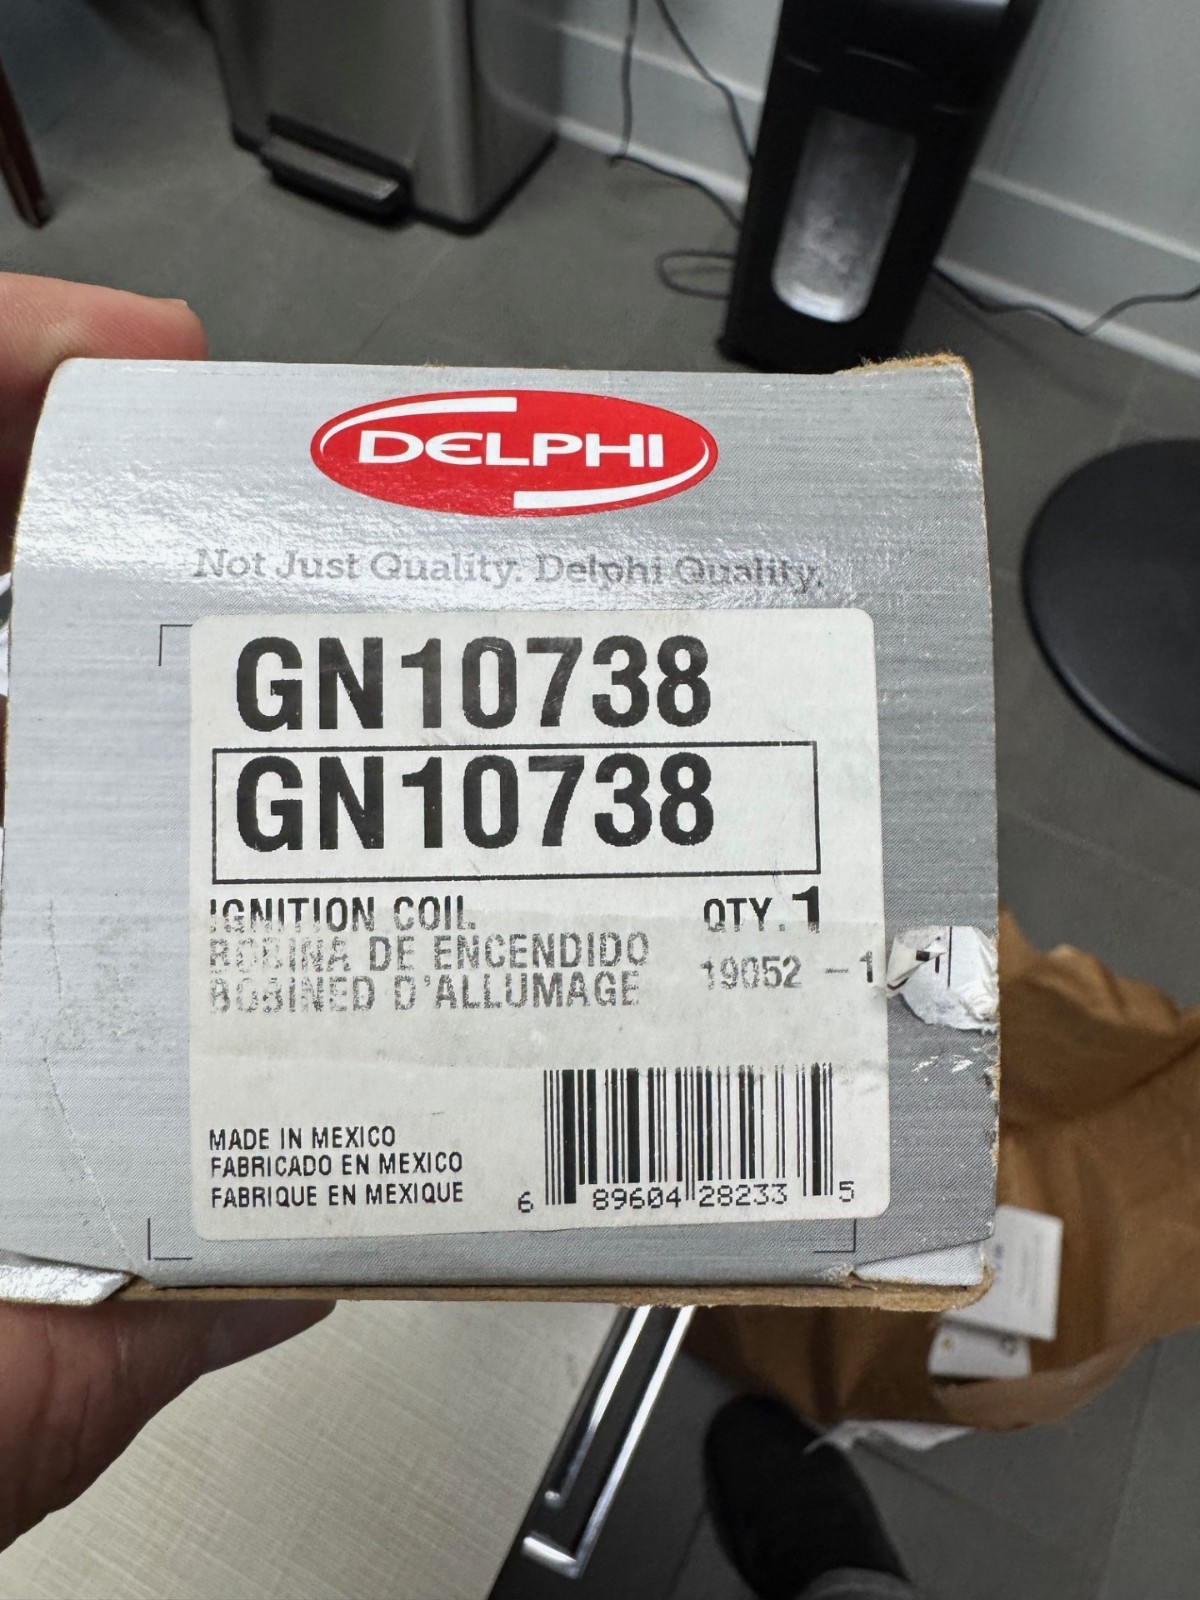 DELPHI
Not Just Quality. Delphi Quality.
GN10738
GN10738
IGNITION COIL QTY. 1
BOBINA DE ENCENDIDO
BOBINED D'ALLUMAGE 19052 - 1
MADE IN MEXICO
FABRICADO EN MEXICO
FABRIQUE EN MEXIQUE
6 89604 28233 5